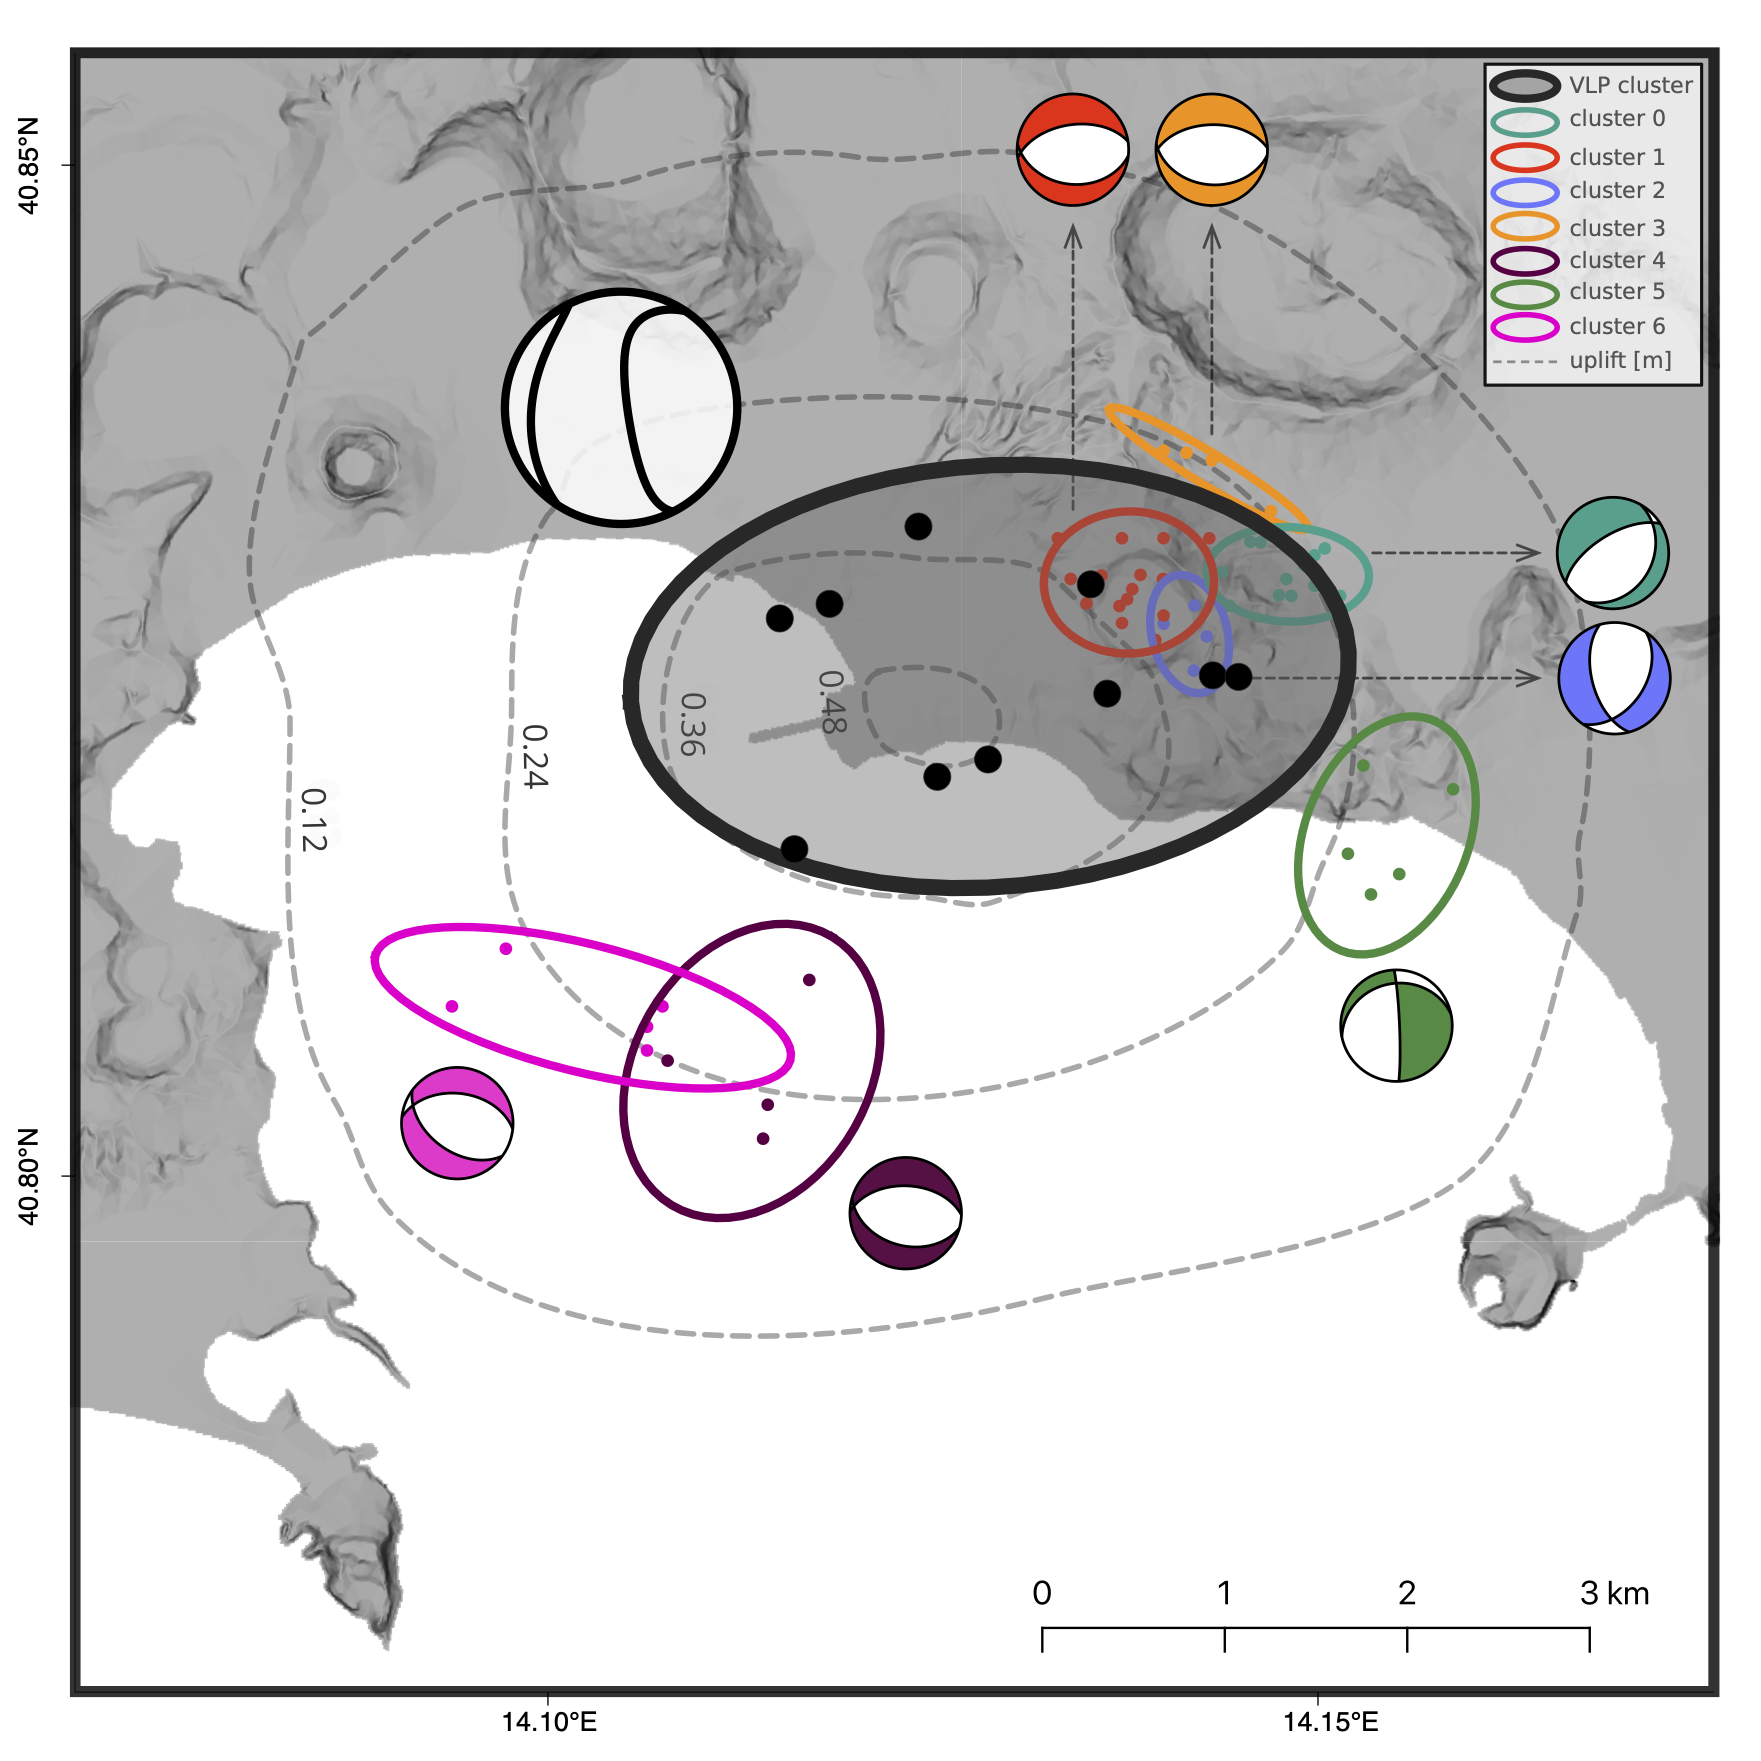 VLP cluster
cluster 0
cluster 1
cluster 2
cluster 3
cluster 4
cluster 5
cluster 6
uplift [m]
40.85°N
0.48
0.36
0.24
0.12
40.80°N
0 1 2 3 km
14.10°E 14.15°E